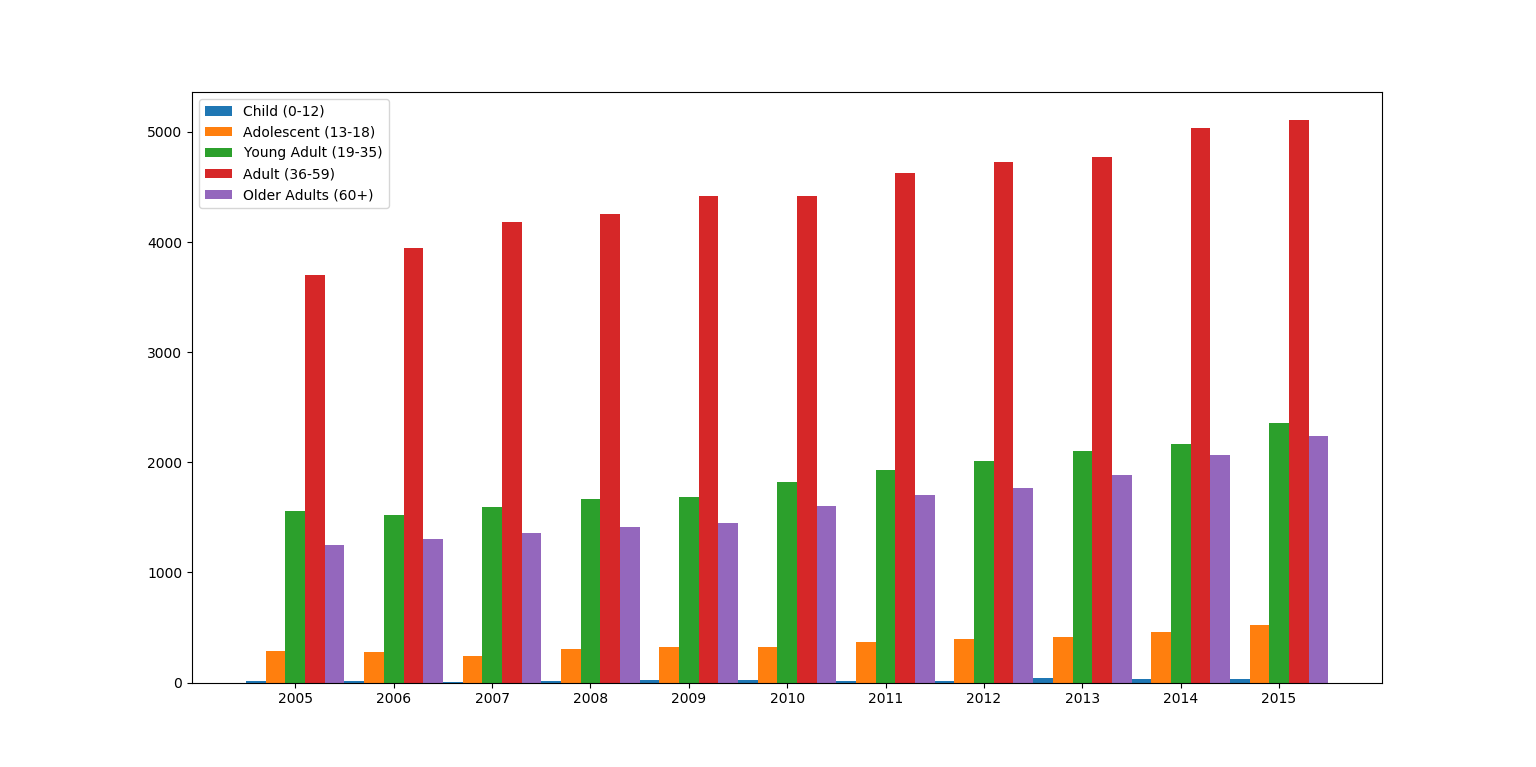 Child (0-12)
Adolescent (13-18)
Young Adult (19-35)
Adult (36-59)
Older Adults (60+)
5000
4000
3000
2000
1000
0
2005 2006 2007 2008 2009 2010 2011 2012 2013 2014 2015